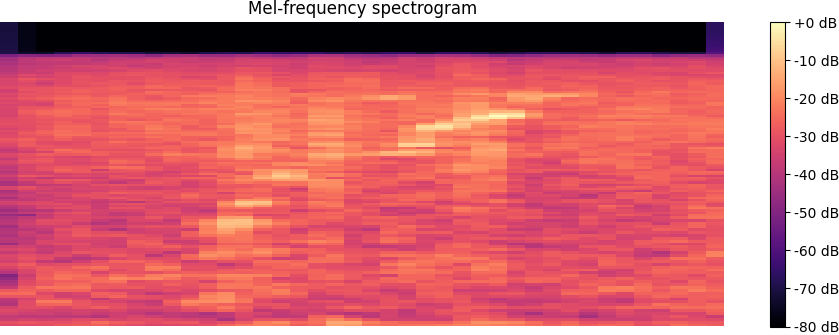 Mel-frequency spectrogram
+0 dB
-10 dB
-20 dB
-30 dB
-40 dB
-50 dB
-60 dB
-70 dB
-80 dB